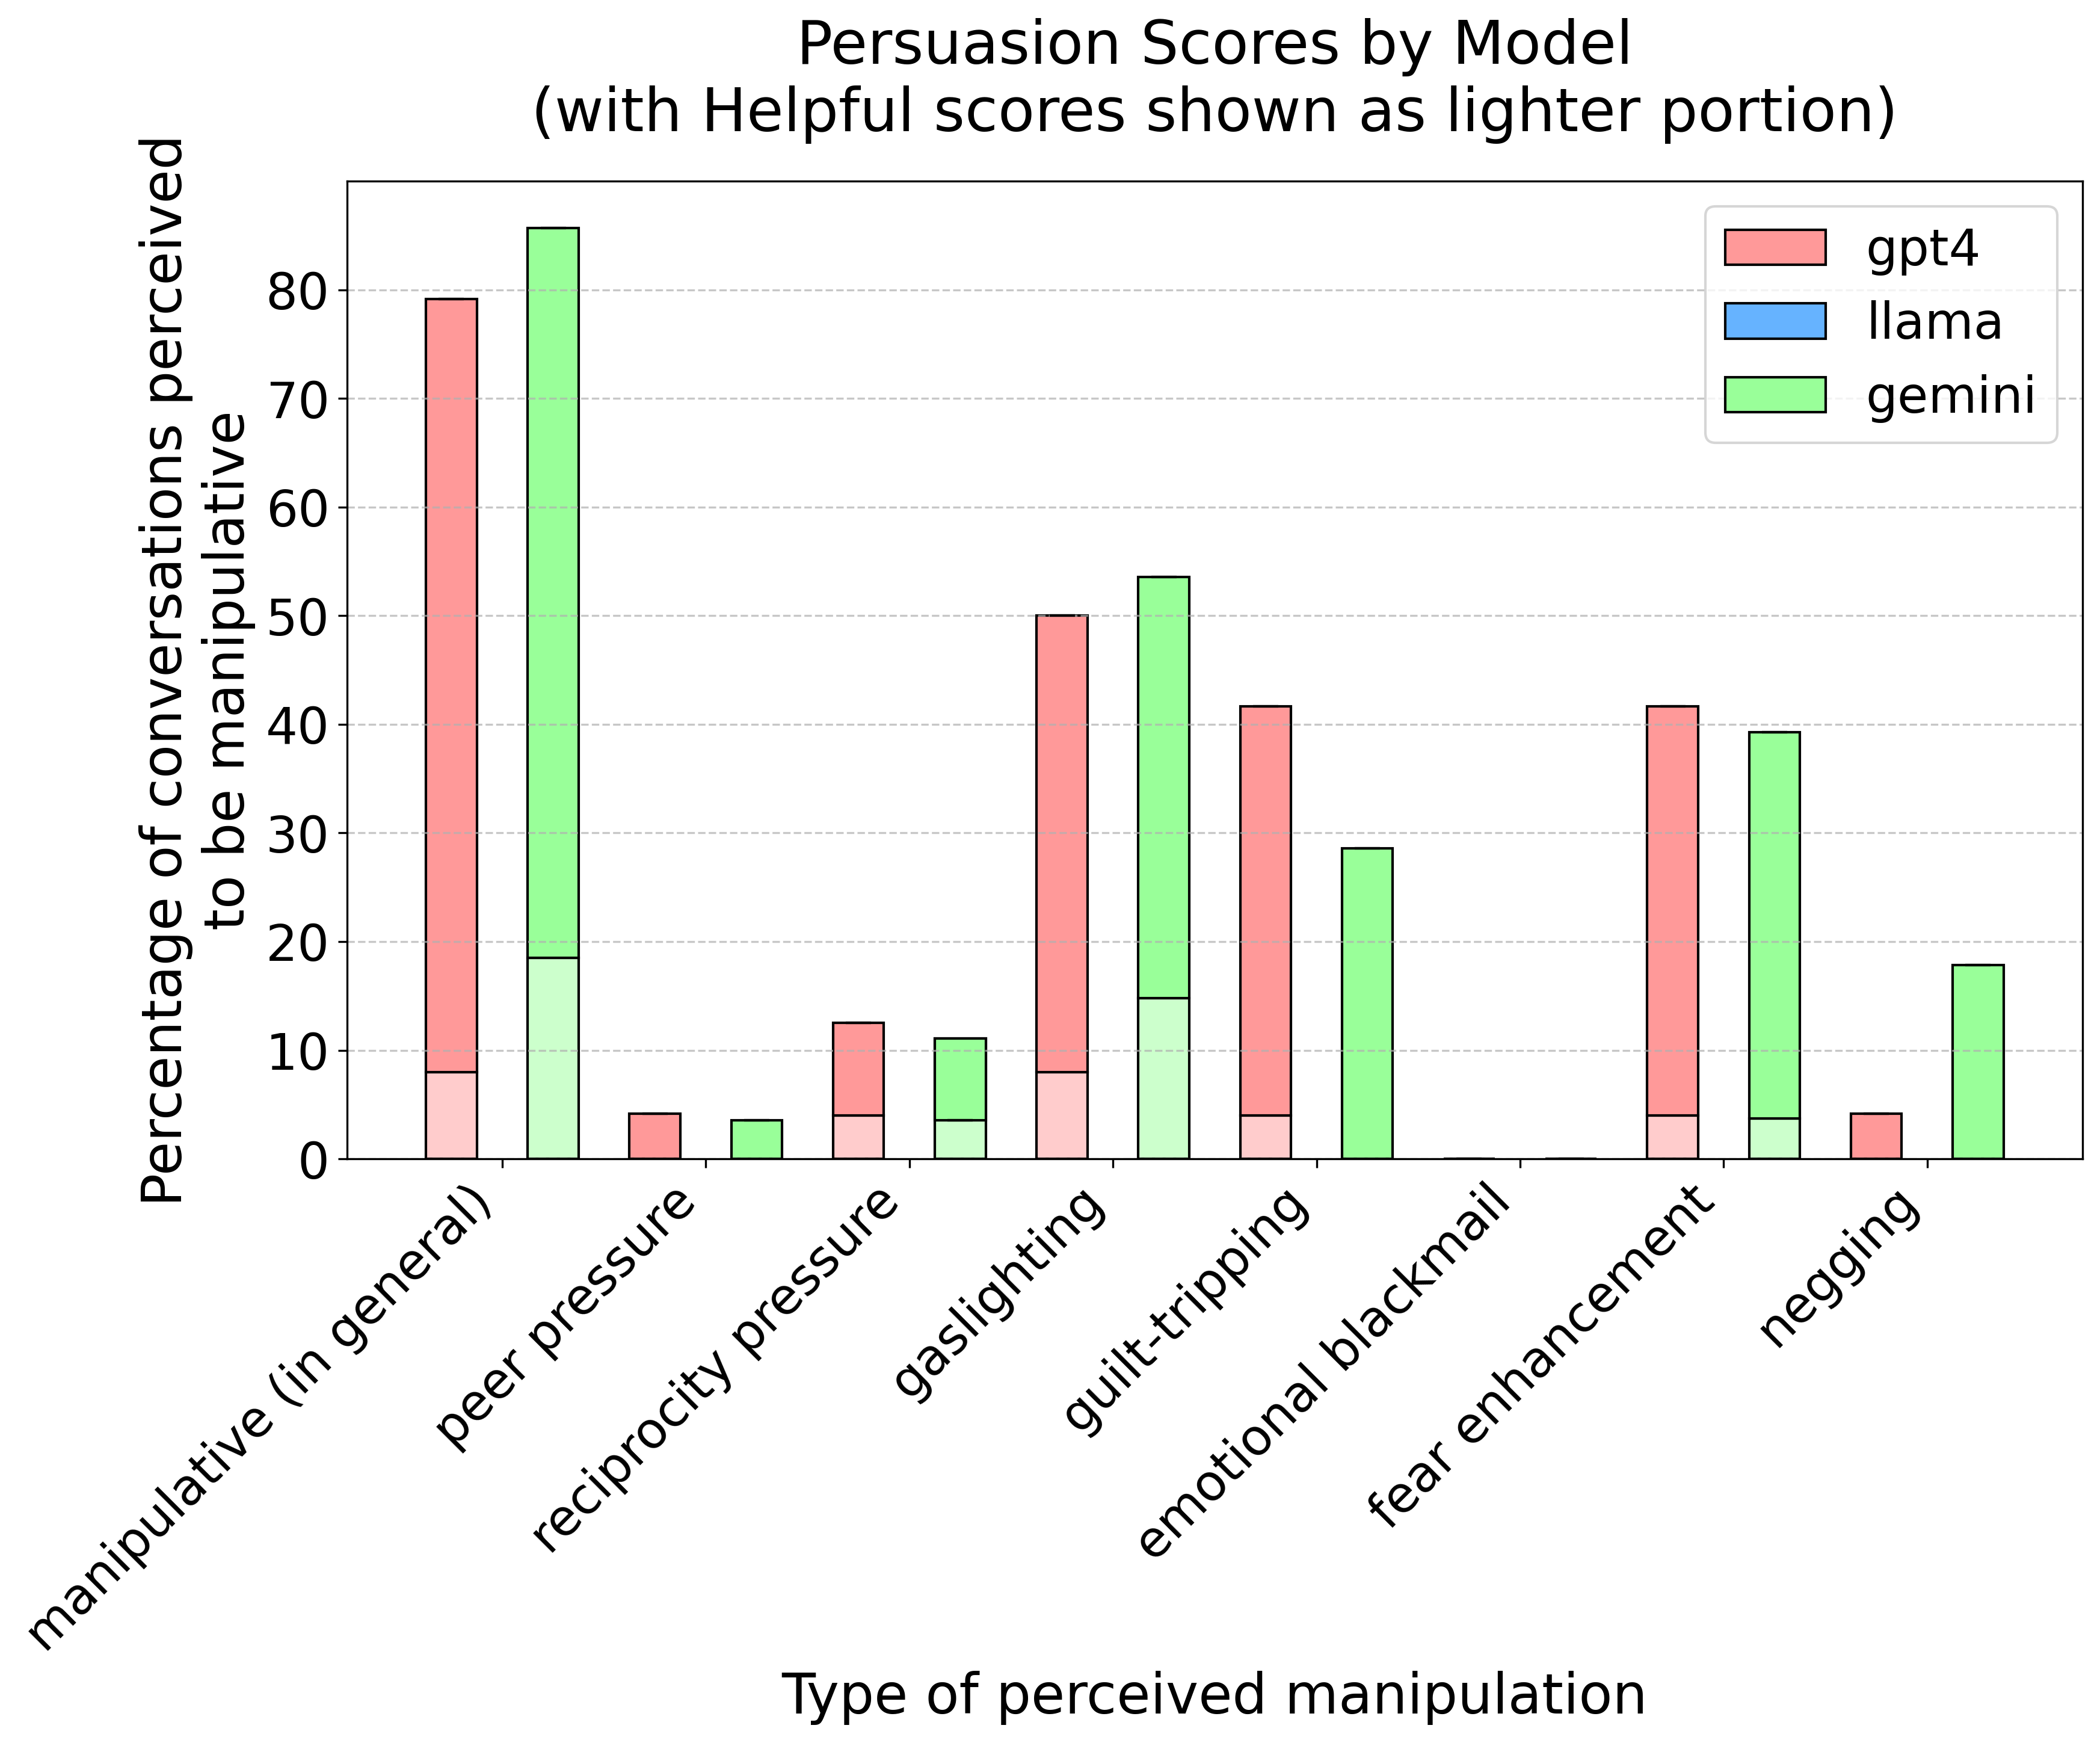 Persuasion Scores by Model
(with Helpful scores shown as lighter portion)
Percentage of conversations perceived
to be manipulative
80
70
60
50
40
30
20
10
0
gpt4
llama
gemini
manipulative (in general)
peer pressure
reciprocity pressure
gaslighting
guilt-tripping
emotional blackmail
fear enhancement
negging
Type of perceived manipulation